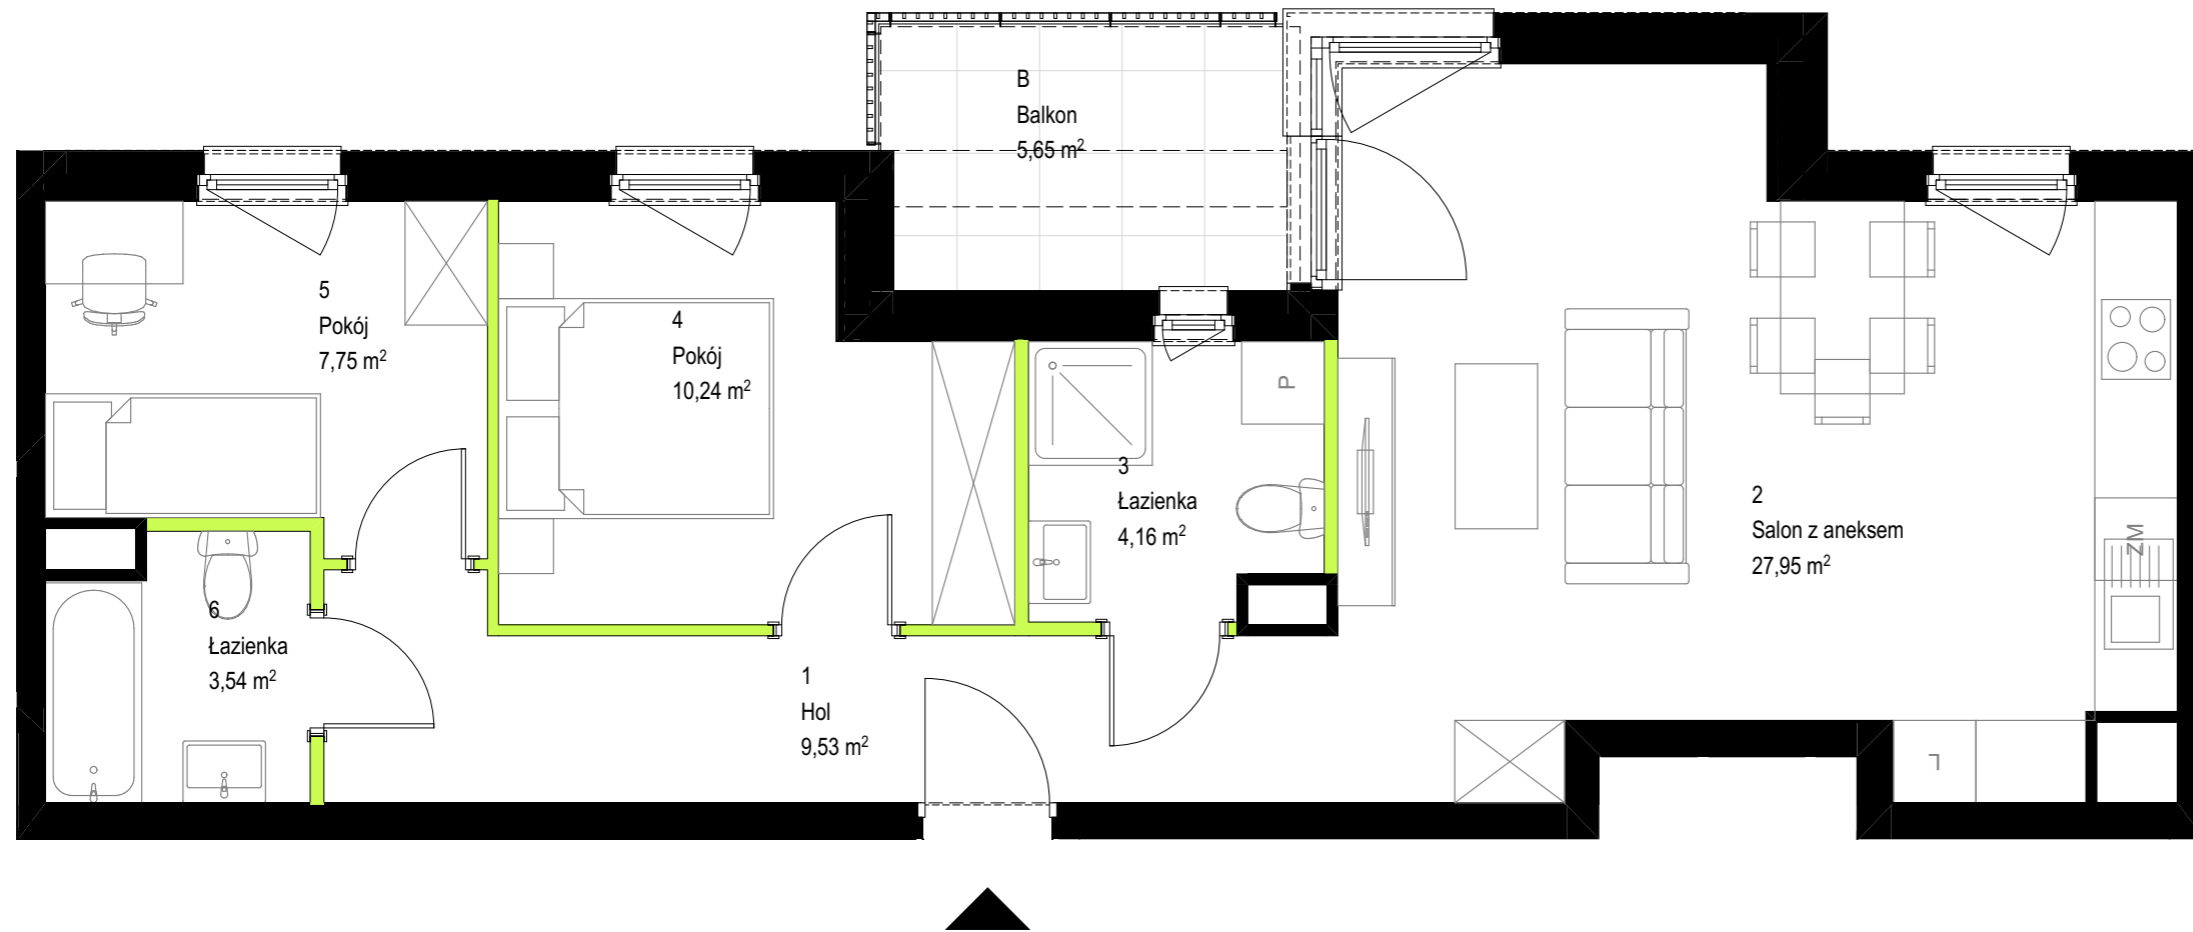 B
Balkon
5,65 m²
5
Pokój
7,75 m²
4
Pokój
10,24 m²
P
3
Łazienka
4,16 m²
2
Salon z aneksem
27,95 m²
ZM
6
Łazienka
3,54 m²
1
Hol
9,53 m²
L